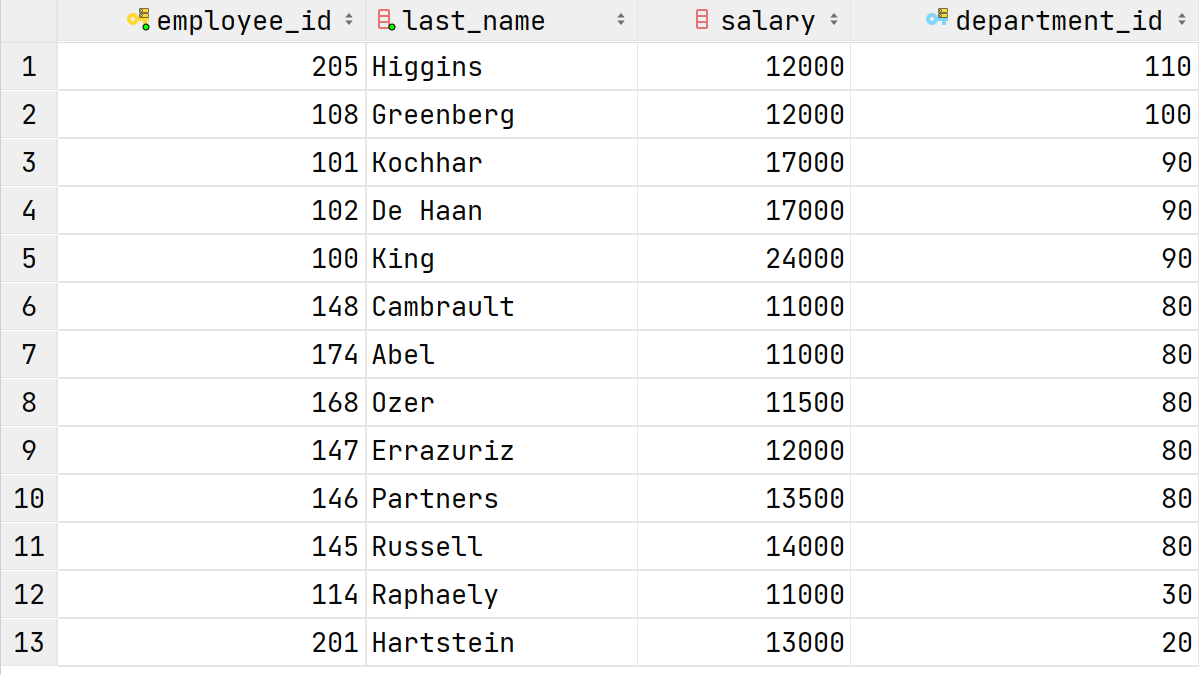 employee_id last_name salary department_id
1 205 Higgins 12000 110
2 108 Greenberg 12000 100
3 101 Kochhar 17000 90
4 102 De Haan 17000 90
5 100 King 24000 90
6 148 Cambrault 11000 80
7 174 Abel 11000 80
8 168 Ozer 11500 80
9 147 Errazuriz 12000 80
10 146 Partners 13500 80
11 145 Russell 14000 80
12 114 Raphaely 11000 30
13 201 Hartstein 13000 20